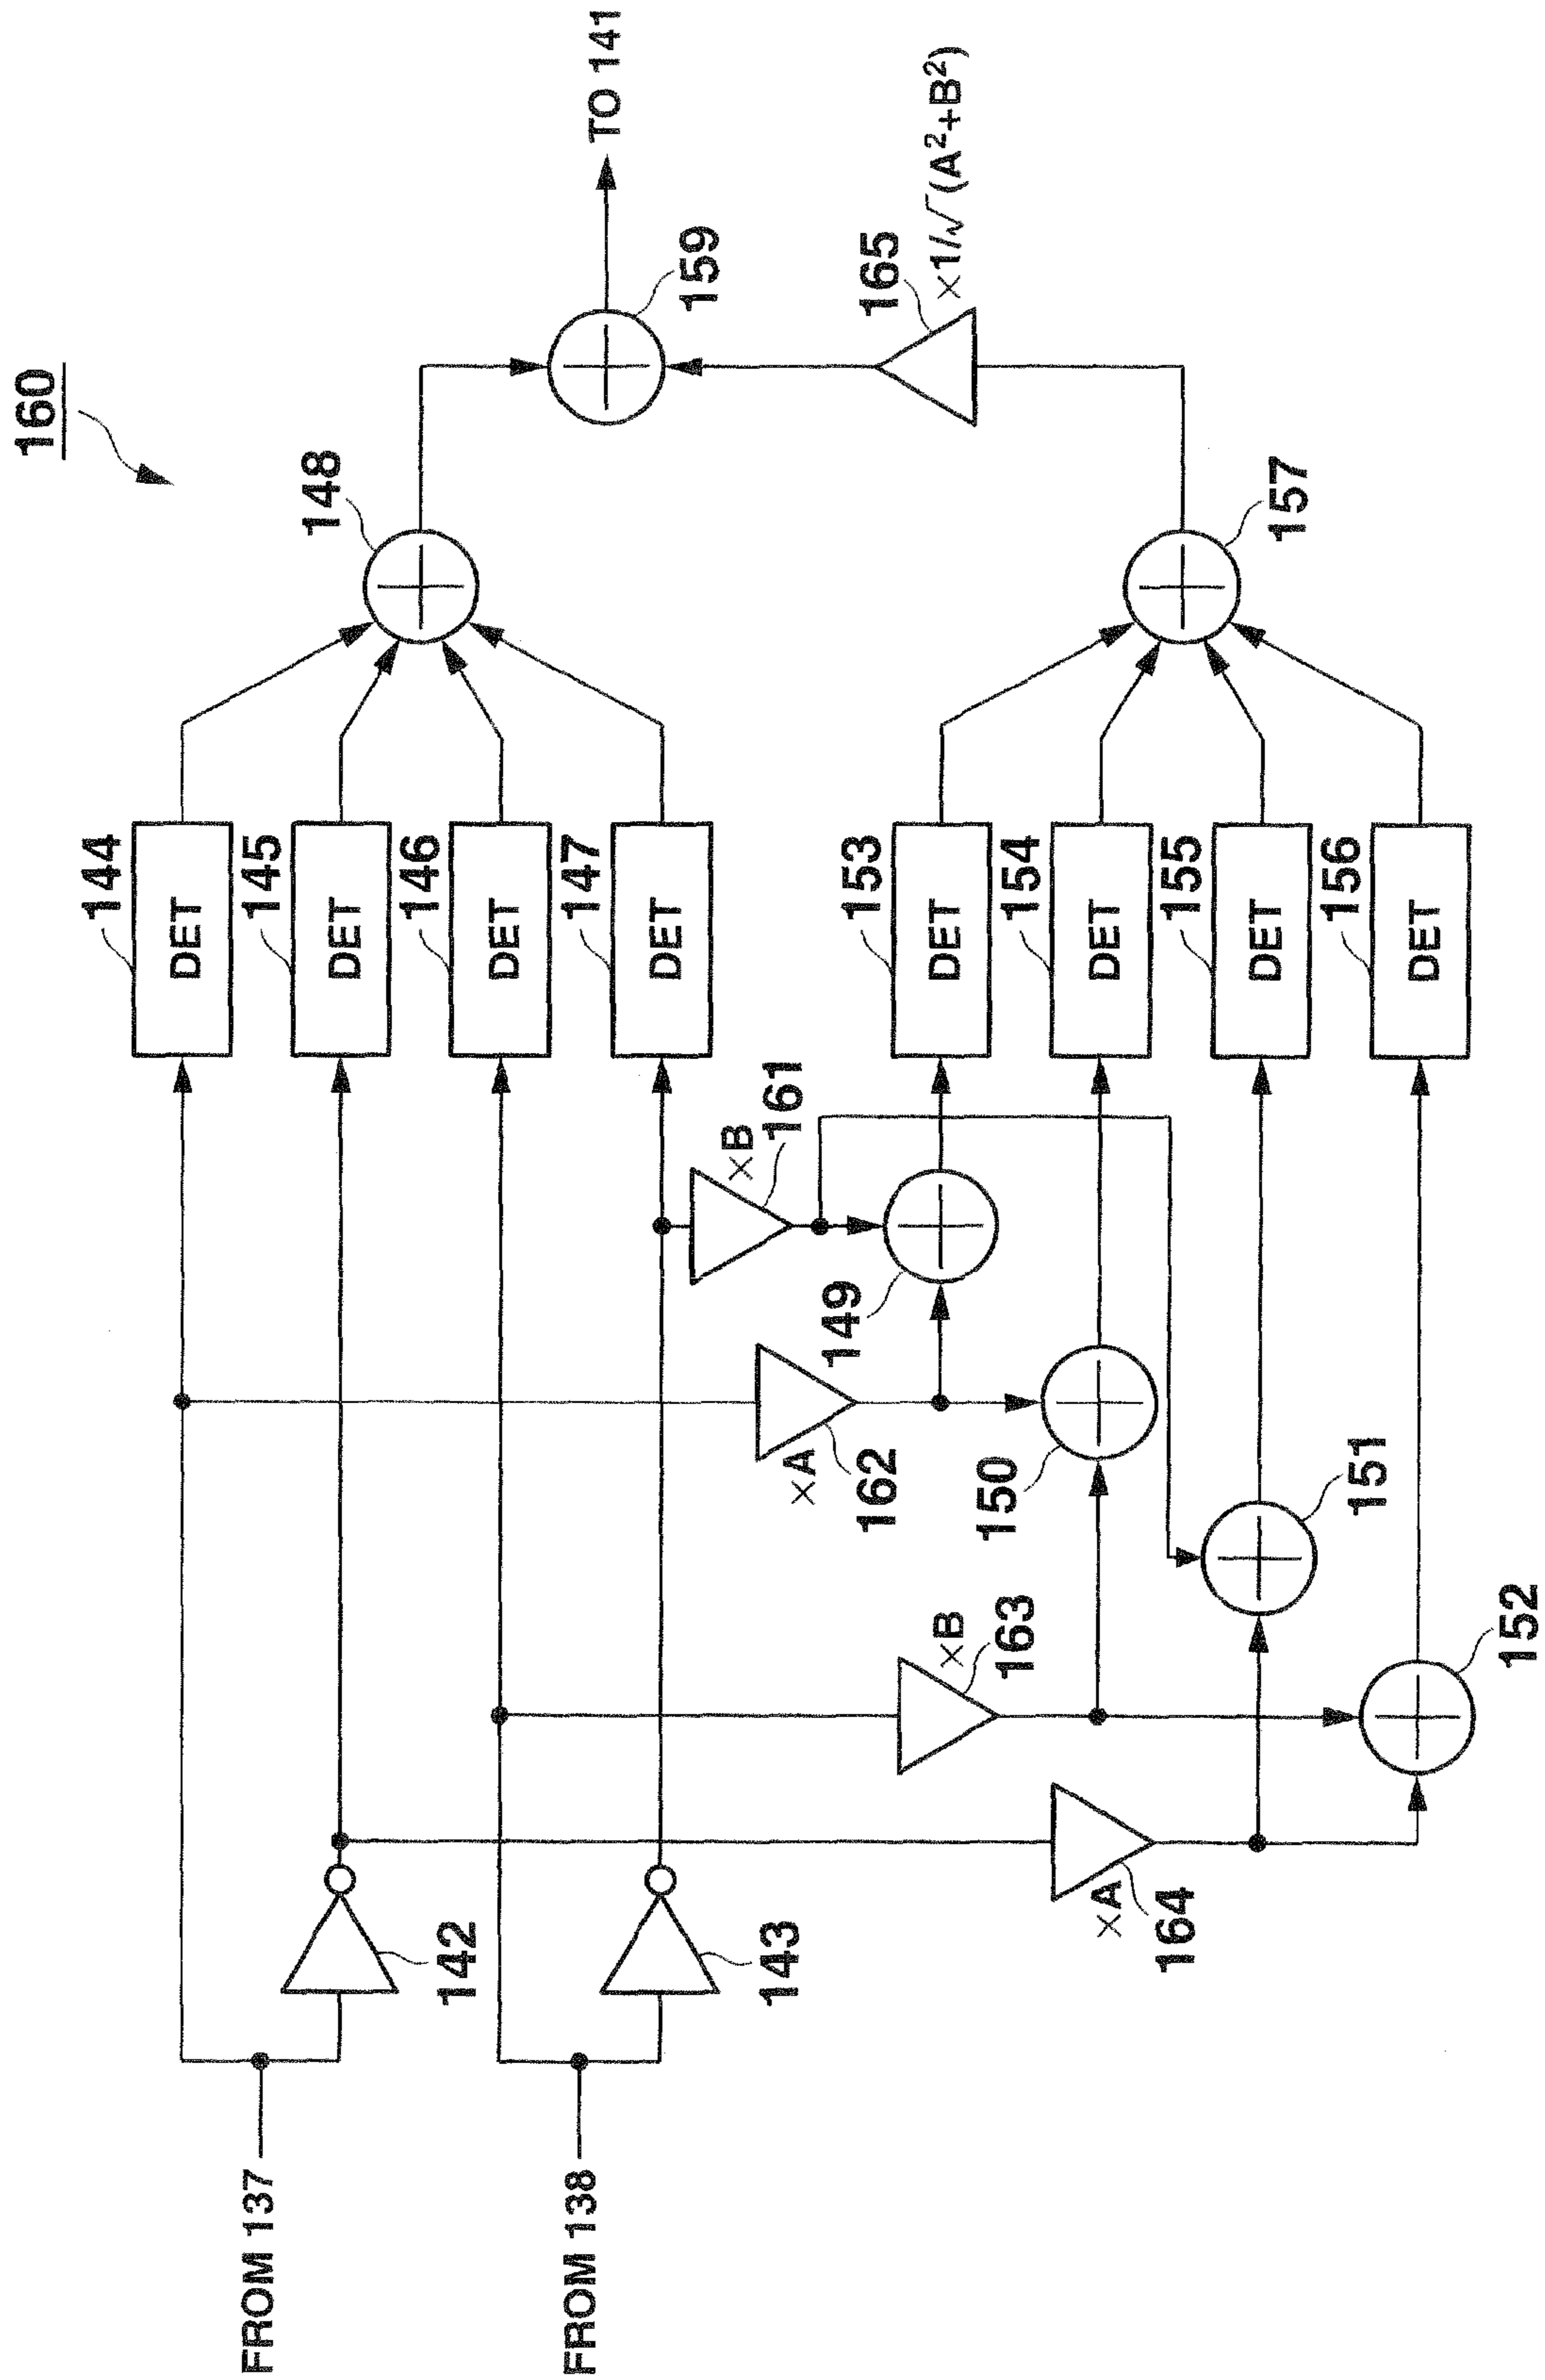 160
FROM 137
FROM 138
142
143
144
DET
145
DET
146
DET
147
DET
148
×B
161
×A
162
×B
163
×A
164
149
150
151
152
153
DET
154
DET
155
DET
156
DET
157
159
165
×1/√(A²+B²)
TO 141